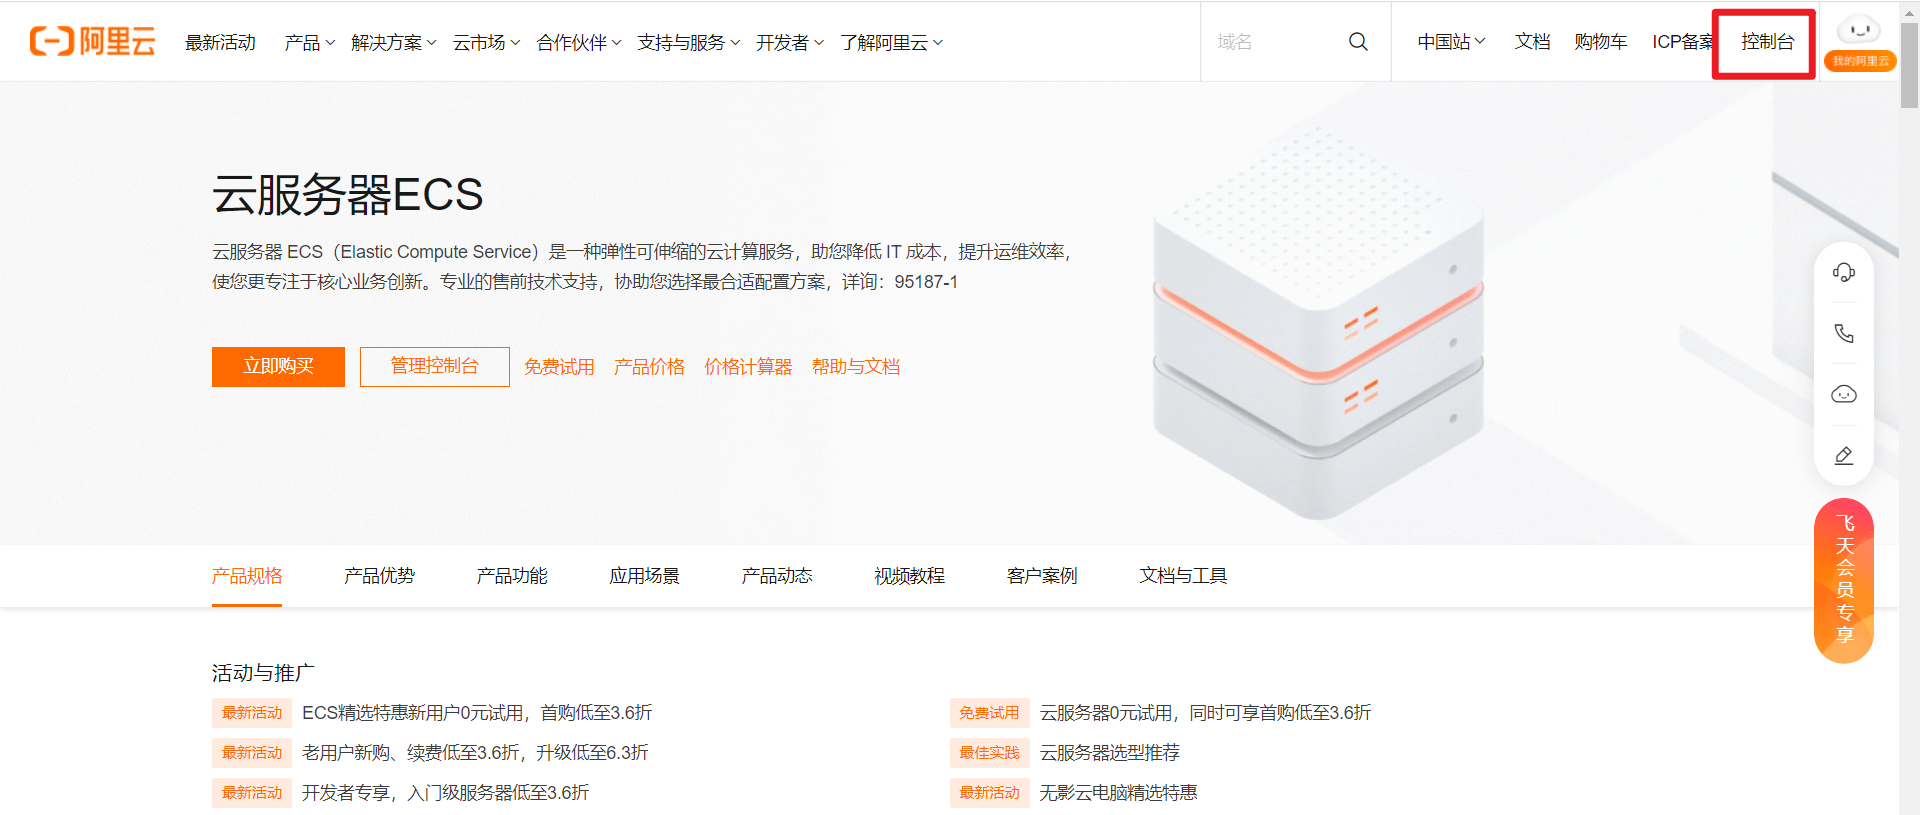 阿里云 最新活动 产品 解决方案 云市场 合作伙伴 支持与服务 开发者 了解阿里云 域名 中国站 文档 购物车 ICP备案 控制台
我的阿里云
云服务器ECS
云服务器 ECS（Elastic Compute Service）是一种弹性可伸缩的云计算服务，助您降低 IT 成本，提升运维效率，
使您更专注于核心业务创新。专业的售前技术支持，协助您选择最合适配置方案，详询：95187-1
立即购买 管理控制台 免费试用 产品价格 价格计算器 帮助与文档
飞天会员专享
产品规格 产品优势 产品功能 应用场景 产品动态 视频教程 客户案例 文档与工具
活动与推广
最新活动 ECS精选特惠新用户0元试用，首购低至3.6折
免费试用 云服务器0元试用，同时可享首购低至3.6折
最新活动 老用户新购、续费低至3.6折，升级低至6.3折
最佳实践 云服务器选型推荐
最新活动 开发者专享，入门级服务器低至3.6折
最新活动 无影云电脑精选特惠